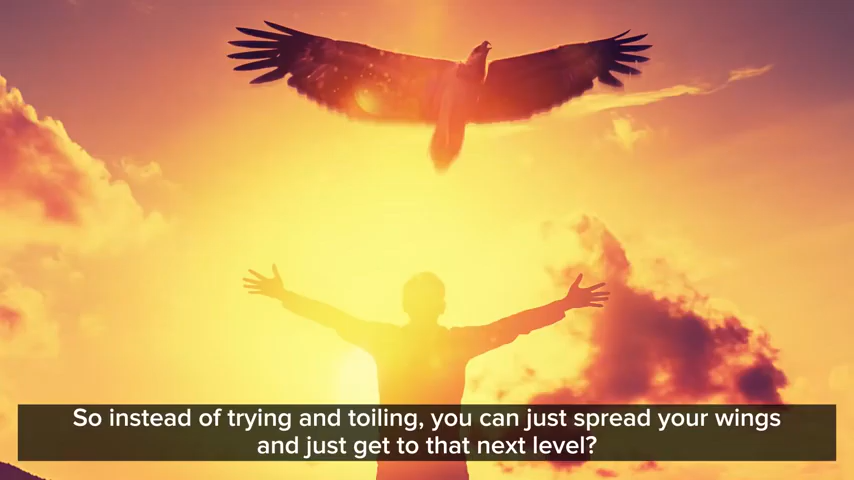 So instead of trying and toiling, you can just spread your wings
and just get to that next level?